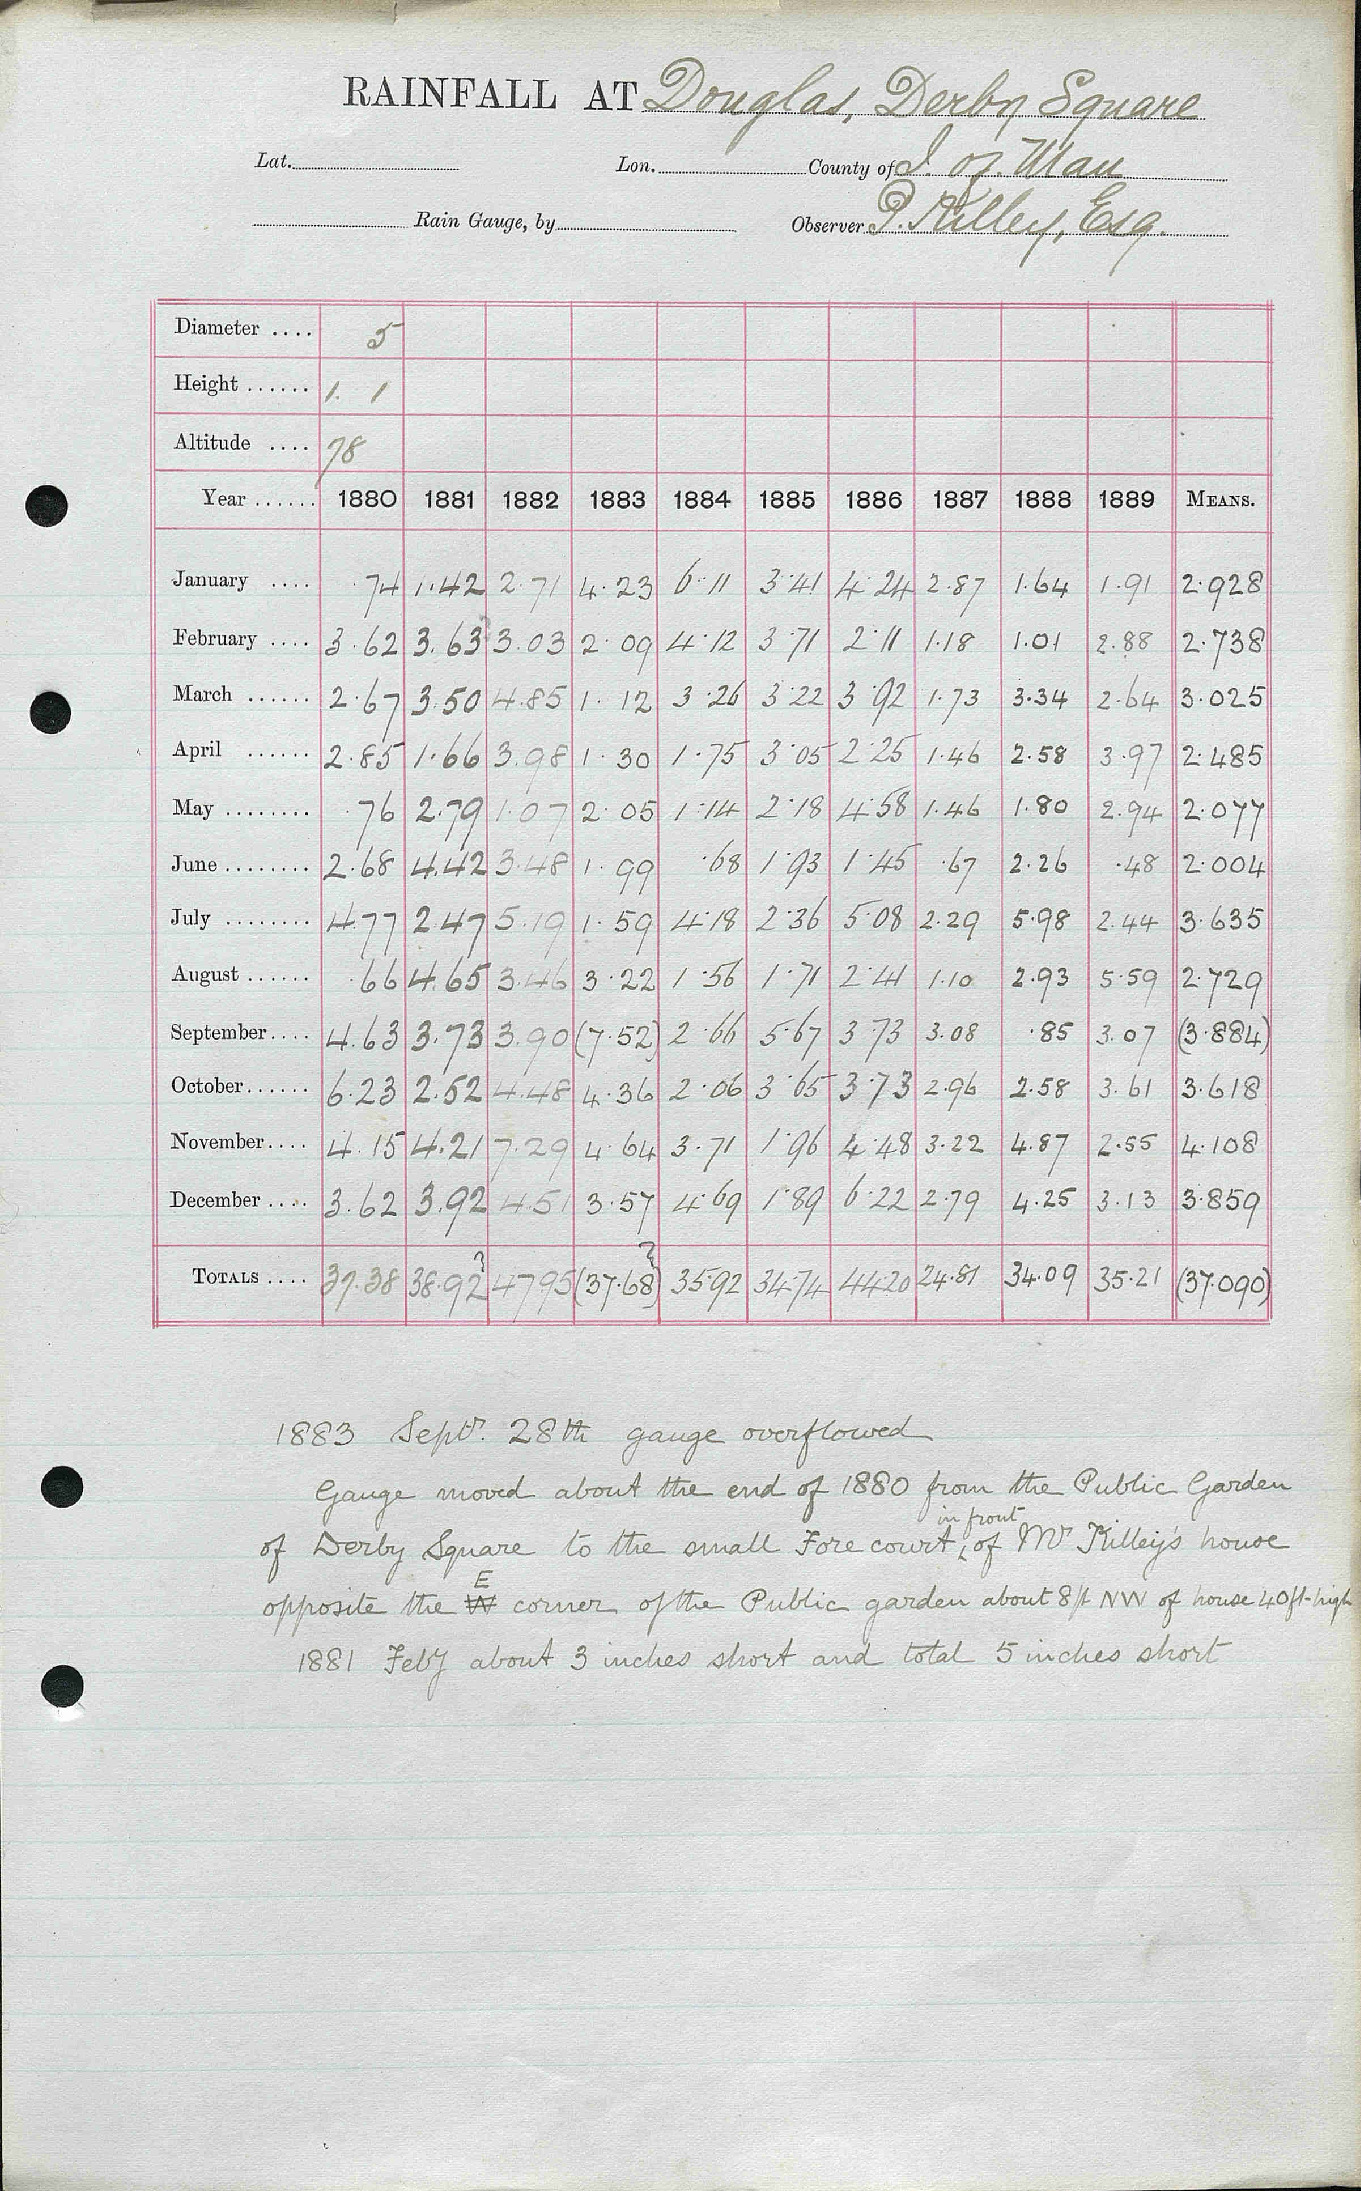 RAINFALL AT Douglas, Derby Square
Lat. Lon. County of I. of. Man
Rain Gauge, by Observer P. Killey, Esq.
Diameter .... 5
Height ...... 1. 1
Altitude .... 78
Year ...... 1880 1881 1882 1883 1884 1885 1886 1887 1888 1889 MEANS.
January .... .74 1.42 2.71 4.23 6.11 3.41 4.24 2.87 1.64 1.91 2.928
February .... 3.62 3.63? 3.03 2.09 4.12 3.71 2.11 1.18 1.01 2.88 2.738
March ...... 2.67 3.50 4.85 1.12 3.26 3.22 3.92 1.73 3.34 2.64 3.025
April ...... 2.85 1.66 3.98 1.30 1.75 3.05 2.25 1.46 2.58 3.97 2.485
May ........ .76 2.79 1.07 2.05 1.14 2.18 4.58 1.46 1.80 2.94 2.077
June ........ 2.68 4.42 3.48 1.99 .68 1.93 1.45 .67 2.26 .48 2.004
July ........ 4.77 2.47 5.19 1.59 4.18 2.36 5.08 2.29 5.98 2.44 3.635
August ...... .66 4.65 3.46 3.22 1.56 1.71 2.41 1.10 2.93 5.59 2.729
September .... 4.63 3.73 3.90 (7.52) 2.66 5.67 3.73 3.08 .85 3.07 (3.884)
October ...... 6.23 2.52 4.48 4.36 2.06 3.65 3.73 2.96 2.58 3.61 3.618
November .... 4.15 4.21 7.29 4.64 3.71 1.96 4.48 3.22 4.87 2.55 4.108
December .... 3.62 3.92 4.51 3.57 4.69 1.89 6.22 2.79 4.25 3.13 3.859
TOTALS .... 37.38 38.92? 47.95 (37.68)? 35.92 34.74 44.20 24.81 34.09 35.21 (37.090)
1883 Septr. 28th gauge overflowed
Gauge moved about the end of 1880 from the Public Garden
of Derby Square to the small Fore court in front of Mr Killey's house
opposite the W E corner of the Public garden about 8ft NW of house 40ft-high
1881 Feby about 3 inches short and total 5 inches short